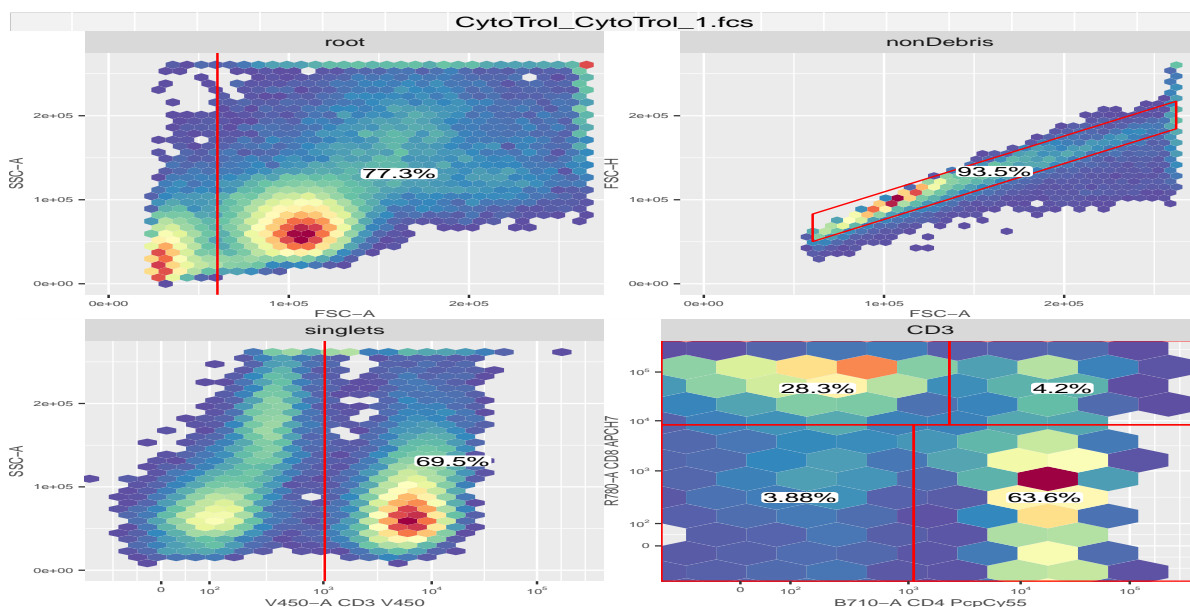 CytoTrol_CytoTrol_1.fcs
root
nonDebris
SSC-A
2e+05
1e+05
0e+00
77.3%
0e+00
1e+05
2e+05
FSC-A
FSC-H
2e+05
1e+05
0e+00
93.5%
0e+00
1e+05
2e+05
FSC-A
singlets
CD3
SSC-A
2e+05
1e+05
0e+00
69.5%
0
10²
10³
10⁴
10⁵
V450-A CD3 V450
R780-A CD8 APCH7
10⁵
10⁴
10³
10²
0
28.3%
4.2%
3.88%
63.6%
0
10²
10³
10⁴
10⁵
B710-A CD4 PcpCy55